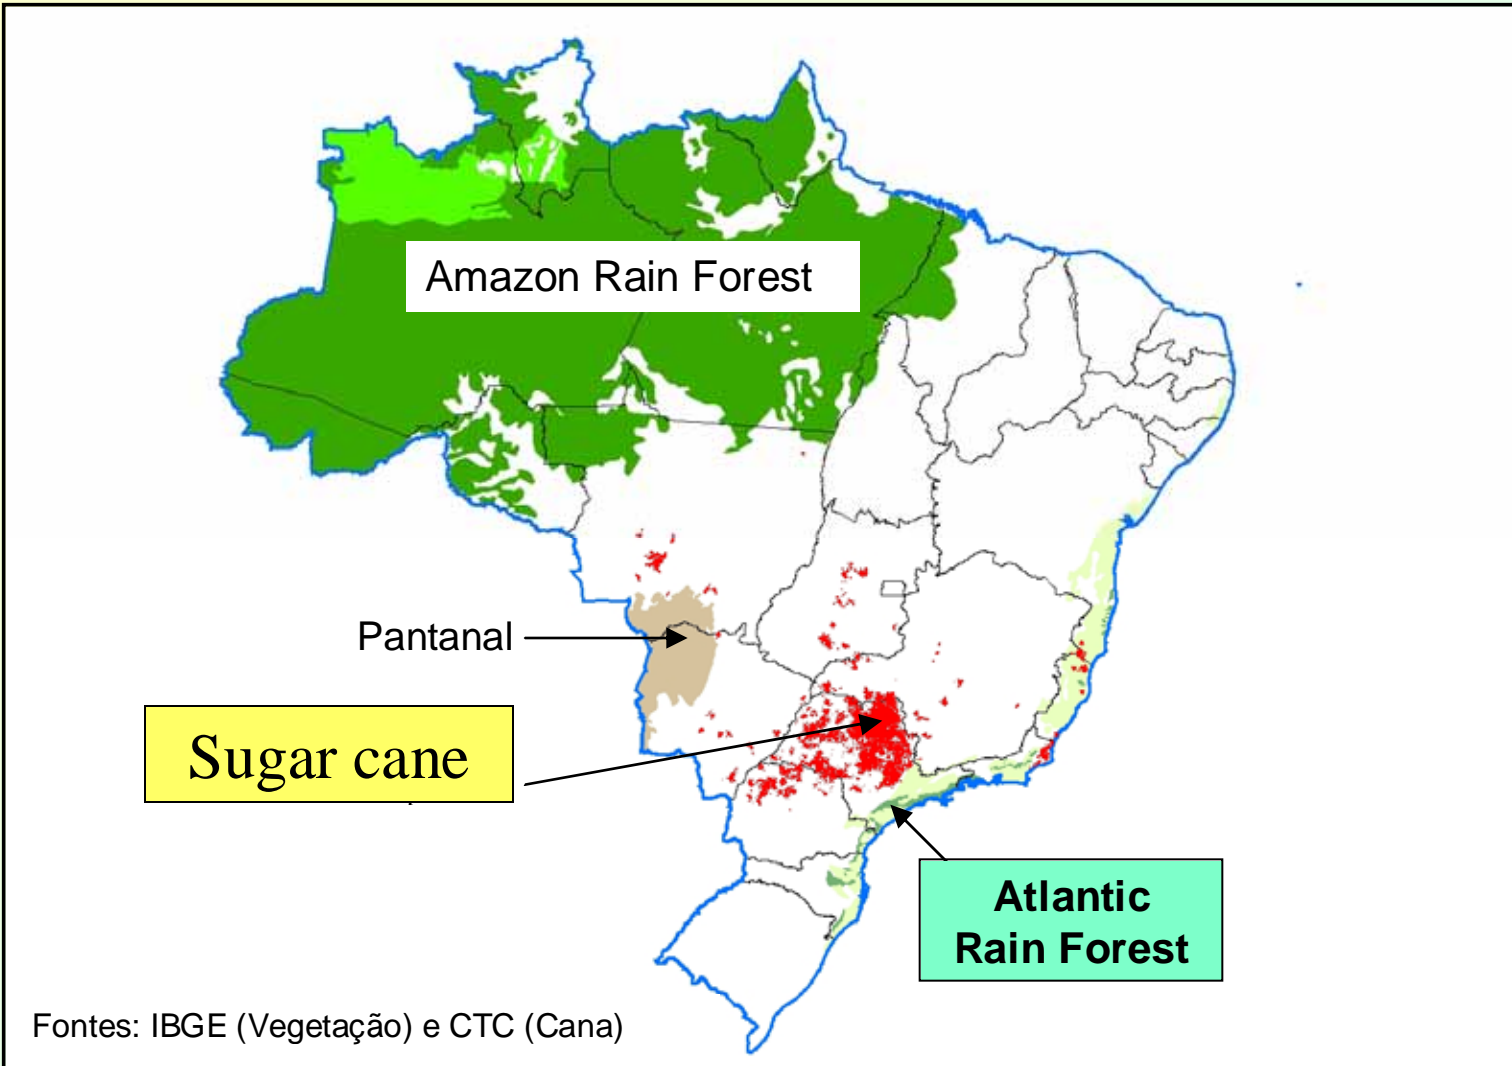 Amazon Rain Forest
Pantanal
Sugar cane
Atlantic
Rain Forest
Fontes: IBGE (Vegetação) e CTC (Cana)